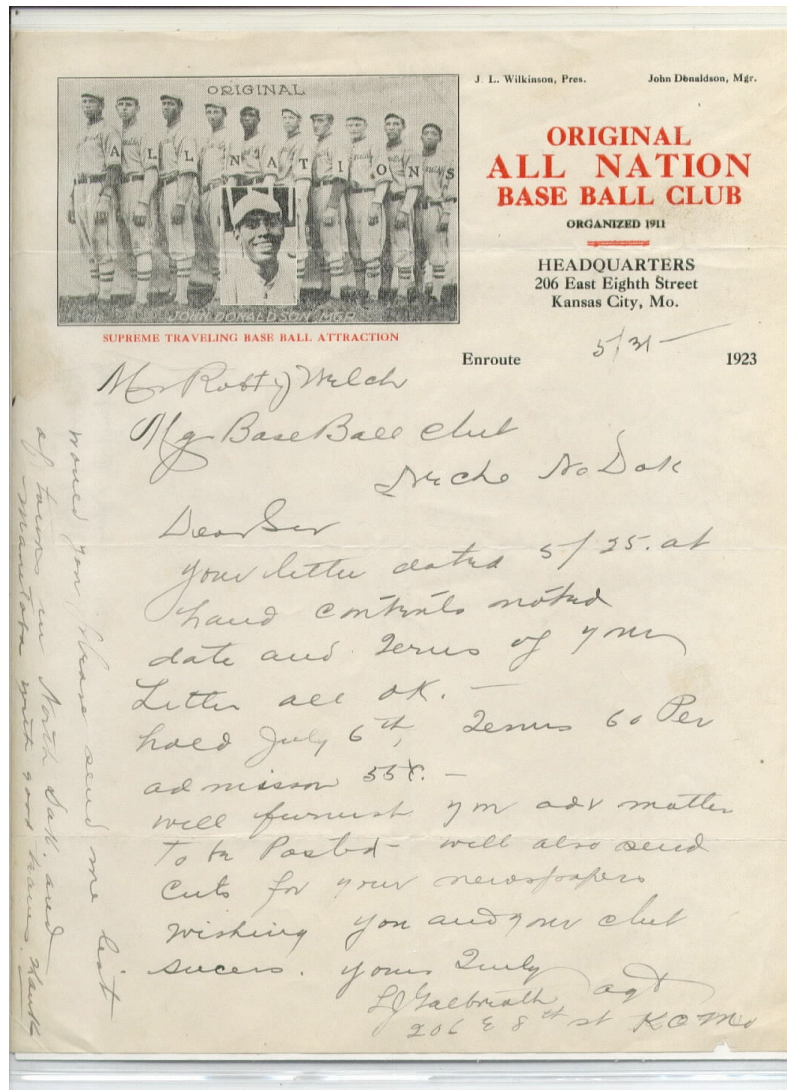 ORIGINAL
ALL NATIONS
JOHN DONALDSON, MGR
SUPREME TRAVELING BASE BALL ATTRACTION
J. L. Wilkinson, Pres. John Donaldson, Mgr.
ORIGINAL
ALL NATION
BASE BALL CLUB
ORGANIZED 1911
HEADQUARTERS
206 East Eighth Street
Kansas City, Mo.
Enroute 5/31 — 1923
Mr Robt J Welch
Mg Base Ball club
Neche No Dak
Dear Sir
your letter dated 5/25. at
hand contents noted
date and Terms of your
Letter all OK. —
hold July 6th, Terms 60 Per
admisson 55¢. —
will furnish you adv matter
To be Posted — will also send
cuts for your newspapers
wishing you and your club
sucess. yours Truly
LJ Galbriath agt
206 E 8th st K C Mo
would you please send me list
of towns in North Dak. and
Manitoba with good teams. thanks